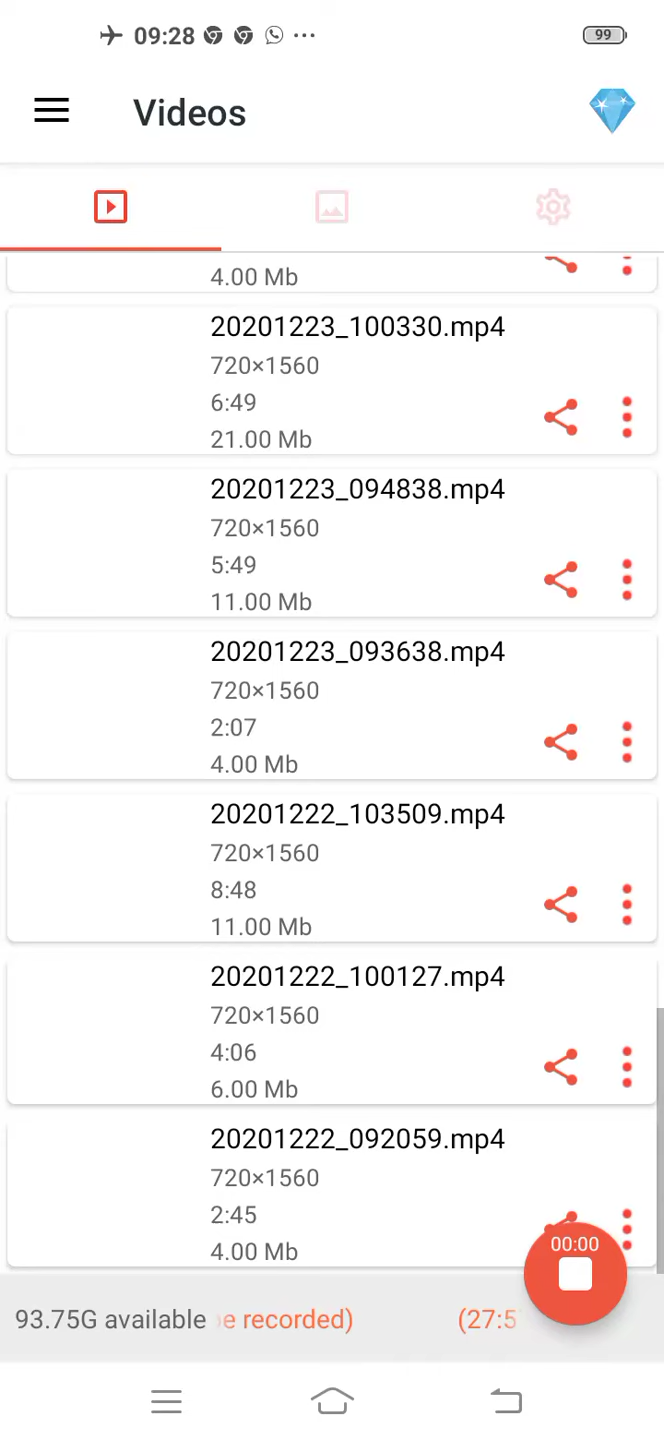 09:28
99
Videos
4.00 Mb
20201223_100330.mp4
720×1560
6:49
21.00 Mb
20201223_094838.mp4
720×1560
5:49
11.00 Mb
20201223_093638.mp4
720×1560
2:07
4.00 Mb
20201222_103509.mp4
720×1560
8:48
11.00 Mb
20201222_100127.mp4
720×1560
4:06
6.00 Mb
20201222_092059.mp4
720×1560
2:45
4.00 Mb
00:00
93.75G available e recorded) (27:5